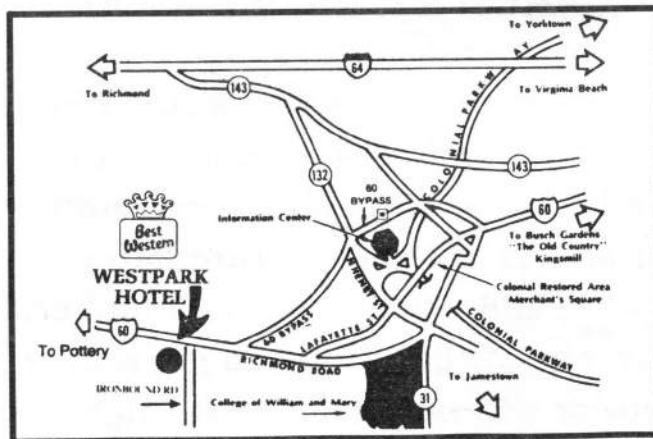 To Yorktown
64
To Richmond
To Virginia Beach
143
COLONIAL PARKWAY
143
132
60
BYPASS
60
Information Center
To Busch Gardens
"The Old Country"
Kingsmill
Best
Western
WESTPARK
HOTEL
Colonial Restored Area
Merchant's Square
N HENRY ST
60 BYPASS
LAFAYETTE ST
60
To Pottery
RICHMOND ROAD
COLONIAL PARKWAY
IRONBOUND RD
To Jamestown
College of William and Mary
31